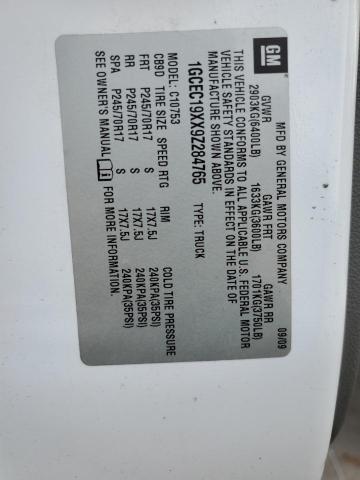 GM
MFD BY GENERAL MOTORS COMPANY 09/09
GVWR GAWR FRT GAWR RR
2903KG(6400LB) 1633KG(3600LB) 1701KG(3750LB)
THIS VEHICLE CONFORMS TO ALL APPLICABLE U.S. FEDERAL MOTOR
VEHICLE SAFETY STANDARDS IN EFFECT ON THE DATE OF
MANUFACTURE SHOWN ABOVE.
1GCEC19XX9Z284765 TYPE: TRUCK
MODEL: C10753
CB9D TIRE SIZE SPEED RTG RIM COLD TIRE PRESSURE
FRT P245/70R17 S 17X7.5J 240KPA(35PSI)
RR P245/70R17 S 17X7.5J 240KPA(35PSI)
SPA P245/70R17 S 17X7.5J 240KPA(35PSI)
SEE OWNER'S MANUAL FOR MORE INFORMATION.